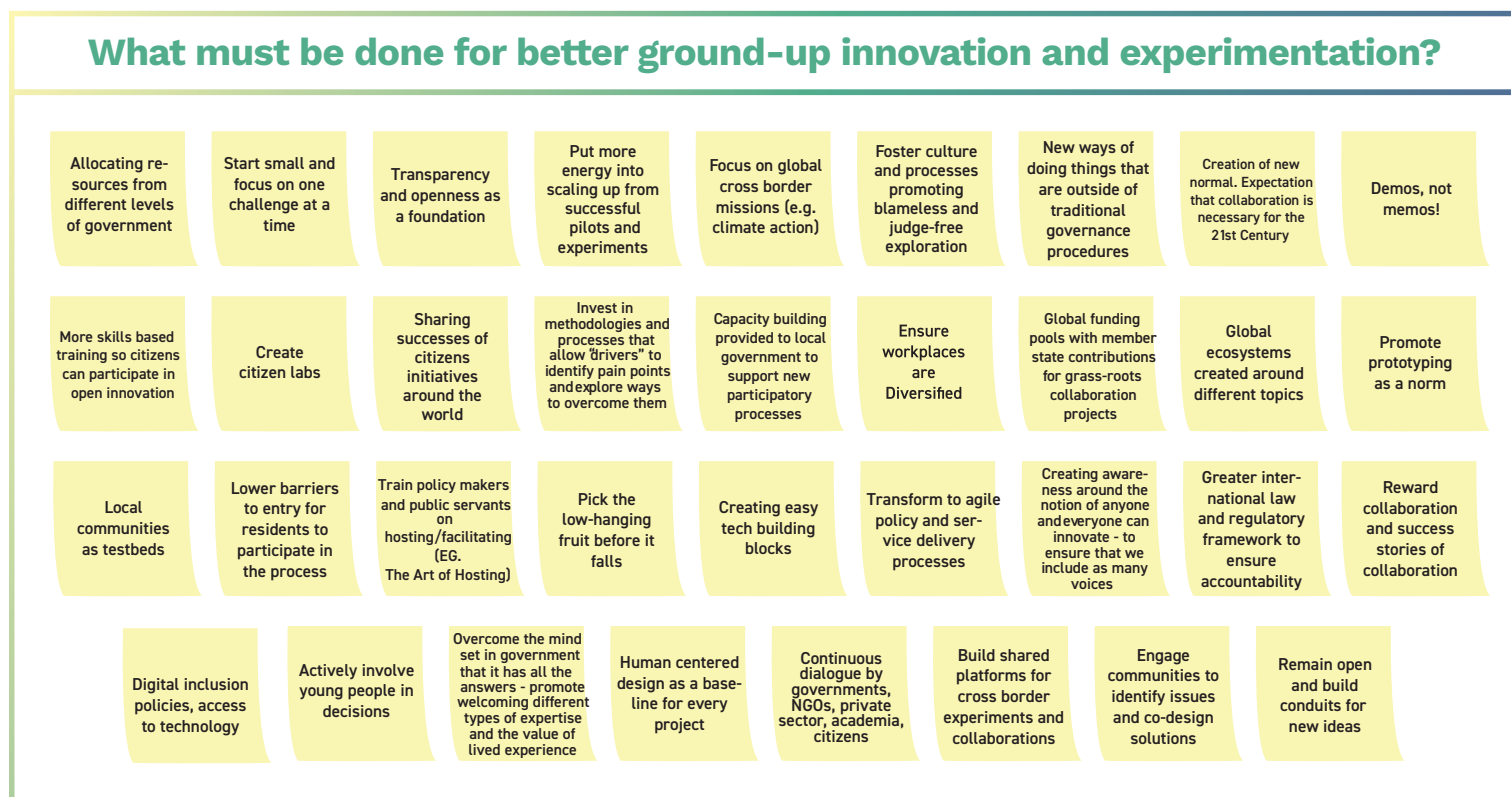 What must be done for better ground-up innovation and experimentation?
Allocating re-
sources from
different levels
of government
Start small and
focus on one
challenge at a
time
Transparency
and openness as
a foundation
Put more
energy into
scaling up from
successful
pilots and
experiments
Focus on global
cross border
missions (e.g.
climate action)
Foster culture
and processes
promoting
blameless and
judge-free
exploration
New ways of
doing things that
are outside of
traditional
governance
procedures
Creation of new
normal. Expectation
that collaboration is
necessary for the
21st Century
Demos, not
memos!
More skills based
training so citizens
can participate in
open innovation
Create
citizen labs
Sharing
successes of
citizens
initiatives
around the
world
Invest in
methodologies and
processes that
allow “drivers” to
identify pain points
and explore ways
to overcome them
Capacity building
provided to local
government to
support new
participatory
processes
Ensure
workplaces
are
Diversified
Global funding
pools with member
state contributions
for grass-roots
collaboration
projects
Global
ecosystems
created around
different topics
Promote
prototyping
as a norm
Local
communities
as testbeds
Lower barriers
to entry for
residents to
participate in
the process
Train policy makers
and public servants
on
hosting/facilitating
(EG.
The Art of Hosting)
Pick the
low-hanging
fruit before it
falls
Creating easy
tech building
blocks
Transform to agile
policy and ser-
vice delivery
processes
Creating aware-
ness around the
notion of anyone
and everyone can
innovate - to
ensure that we
include as many
voices
Greater inter-
national law
and regulatory
framework to
ensure
accountability
Reward
collaboration
and success
stories of
collaboration
Digital inclusion
policies, access
to technology
Actively involve
young people in
decisions
Overcome the mind
set in government
that it has all the
answers - promote
welcoming different
types of expertise
and the value of
lived experience
Human centered
design as a base-
line for every
project
Continuous
dialogue by
governments,
NGOs, private
sector, academia,
citizens
Build shared
platforms for
cross border
experiments and
collaborations
Engage
communities to
identify issues
and co-design
solutions
Remain open
and build
conduits for
new ideas